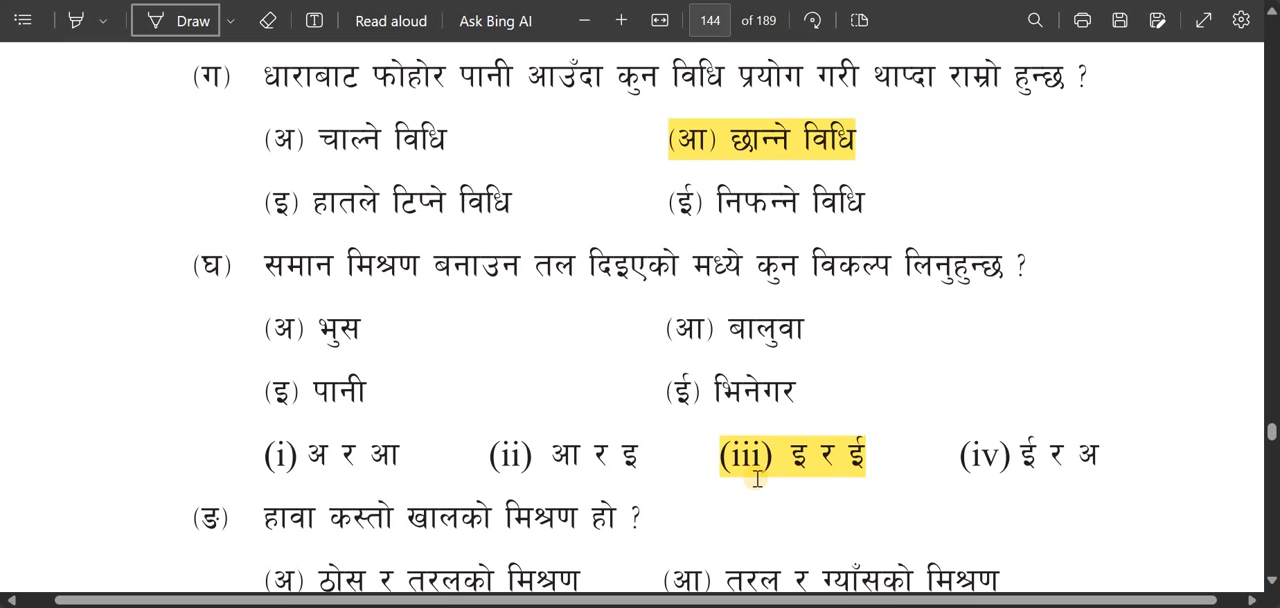 Draw Read aloud Ask Bing AI 144 of 189
(ग) धाराबाट फोहोर पानी आउँदा कुन विधि प्रयोग गरी थाप्दा राम्रो हुन्छ ?
(अ) चाल्ने विधि (आ) छान्ने विधि
(इ) हातले टिप्ने विधि (ई) निफन्ने विधि
(घ) समान मिश्रण बनाउन तल दिइएको मध्ये कुन विकल्प लिनुहुन्छ ?
(अ) भुस (आ) बालुवा
(इ) पानी (ई) भिनेगर
(i) अ र आ (ii) आ र इ (iii) इ र ई (iv) ई र अ
(ङ) हावा कस्तो खालको मिश्रण हो ?
(अ) ठोस र तरलको मिश्रण (आ) तरल र ग्याँसको मिश्रण